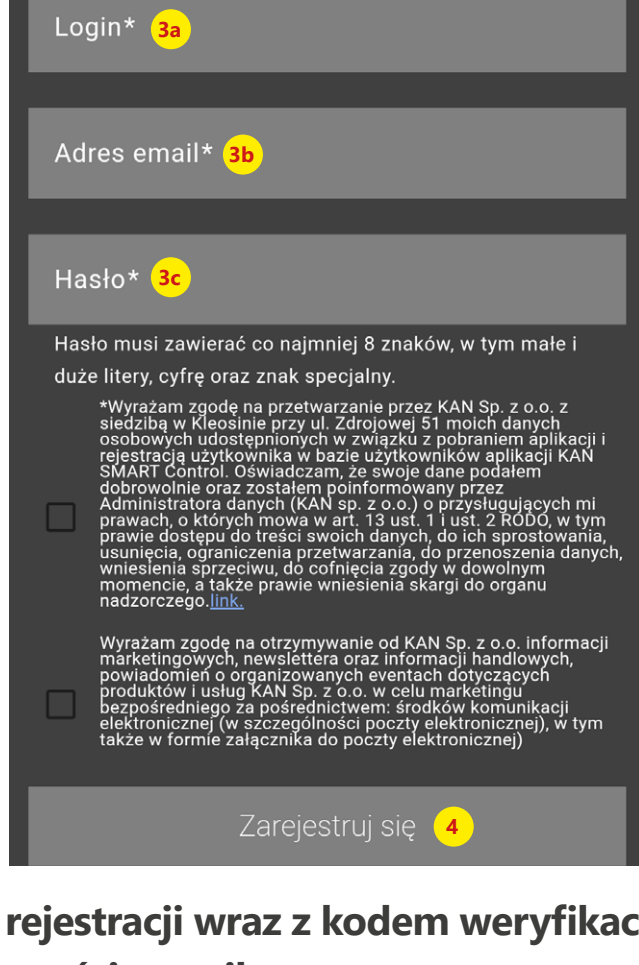 Login* 3a
Adres email* 3b
Hasło* 3c
Hasło musi zawierać co najmniej 8 znaków, w tym małe i
duże litery, cyfrę oraz znak specjalny.
*Wyrażam zgodę na przetwarzanie przez KAN Sp. z o.o. z
siedzibą w Kleosinie przy ul. Zdrojowej 51 moich danych
osobowych udostępnionych w związku z pobraniem aplikacji i
rejestracją użytkownika w bazie użytkowników aplikacji KAN
SMART Control. Oświadczam, że swoje dane podałem
dobrowolnie oraz zostałem poinformowany przez
Administratora danych (KAN sp. z o.o.) o przysługujących mi
prawach, o których mowa w art. 13 ust. 1 i ust. 2 RODO, w tym
prawie dostępu do treści swoich danych, do ich sprostowania,
usunięcia, ograniczenia przetwarzania, do przenoszenia danych,
wniesienia sprzeciwu, do cofnięcia zgody w dowolnym
momencie, a także prawie wniesienia skargi do organu
nadzorczego.link.
Wyrażam zgodę na otrzymywanie od KAN Sp. z o.o. informacji
marketingowych, newslettera oraz informacji handlowych,
powiadomień o organizowanych eventach dotyczących
produktów i usług KAN Sp. z o.o. w celu marketingu
bezpośredniego za pośrednictwem: środków komunikacji
elektronicznej (w szczególności poczty elektronicznej), w tym
także w formie załącznika do poczty elektronicznej)
Zarejestruj się 4
rejestracji wraz z kodem weryfikac